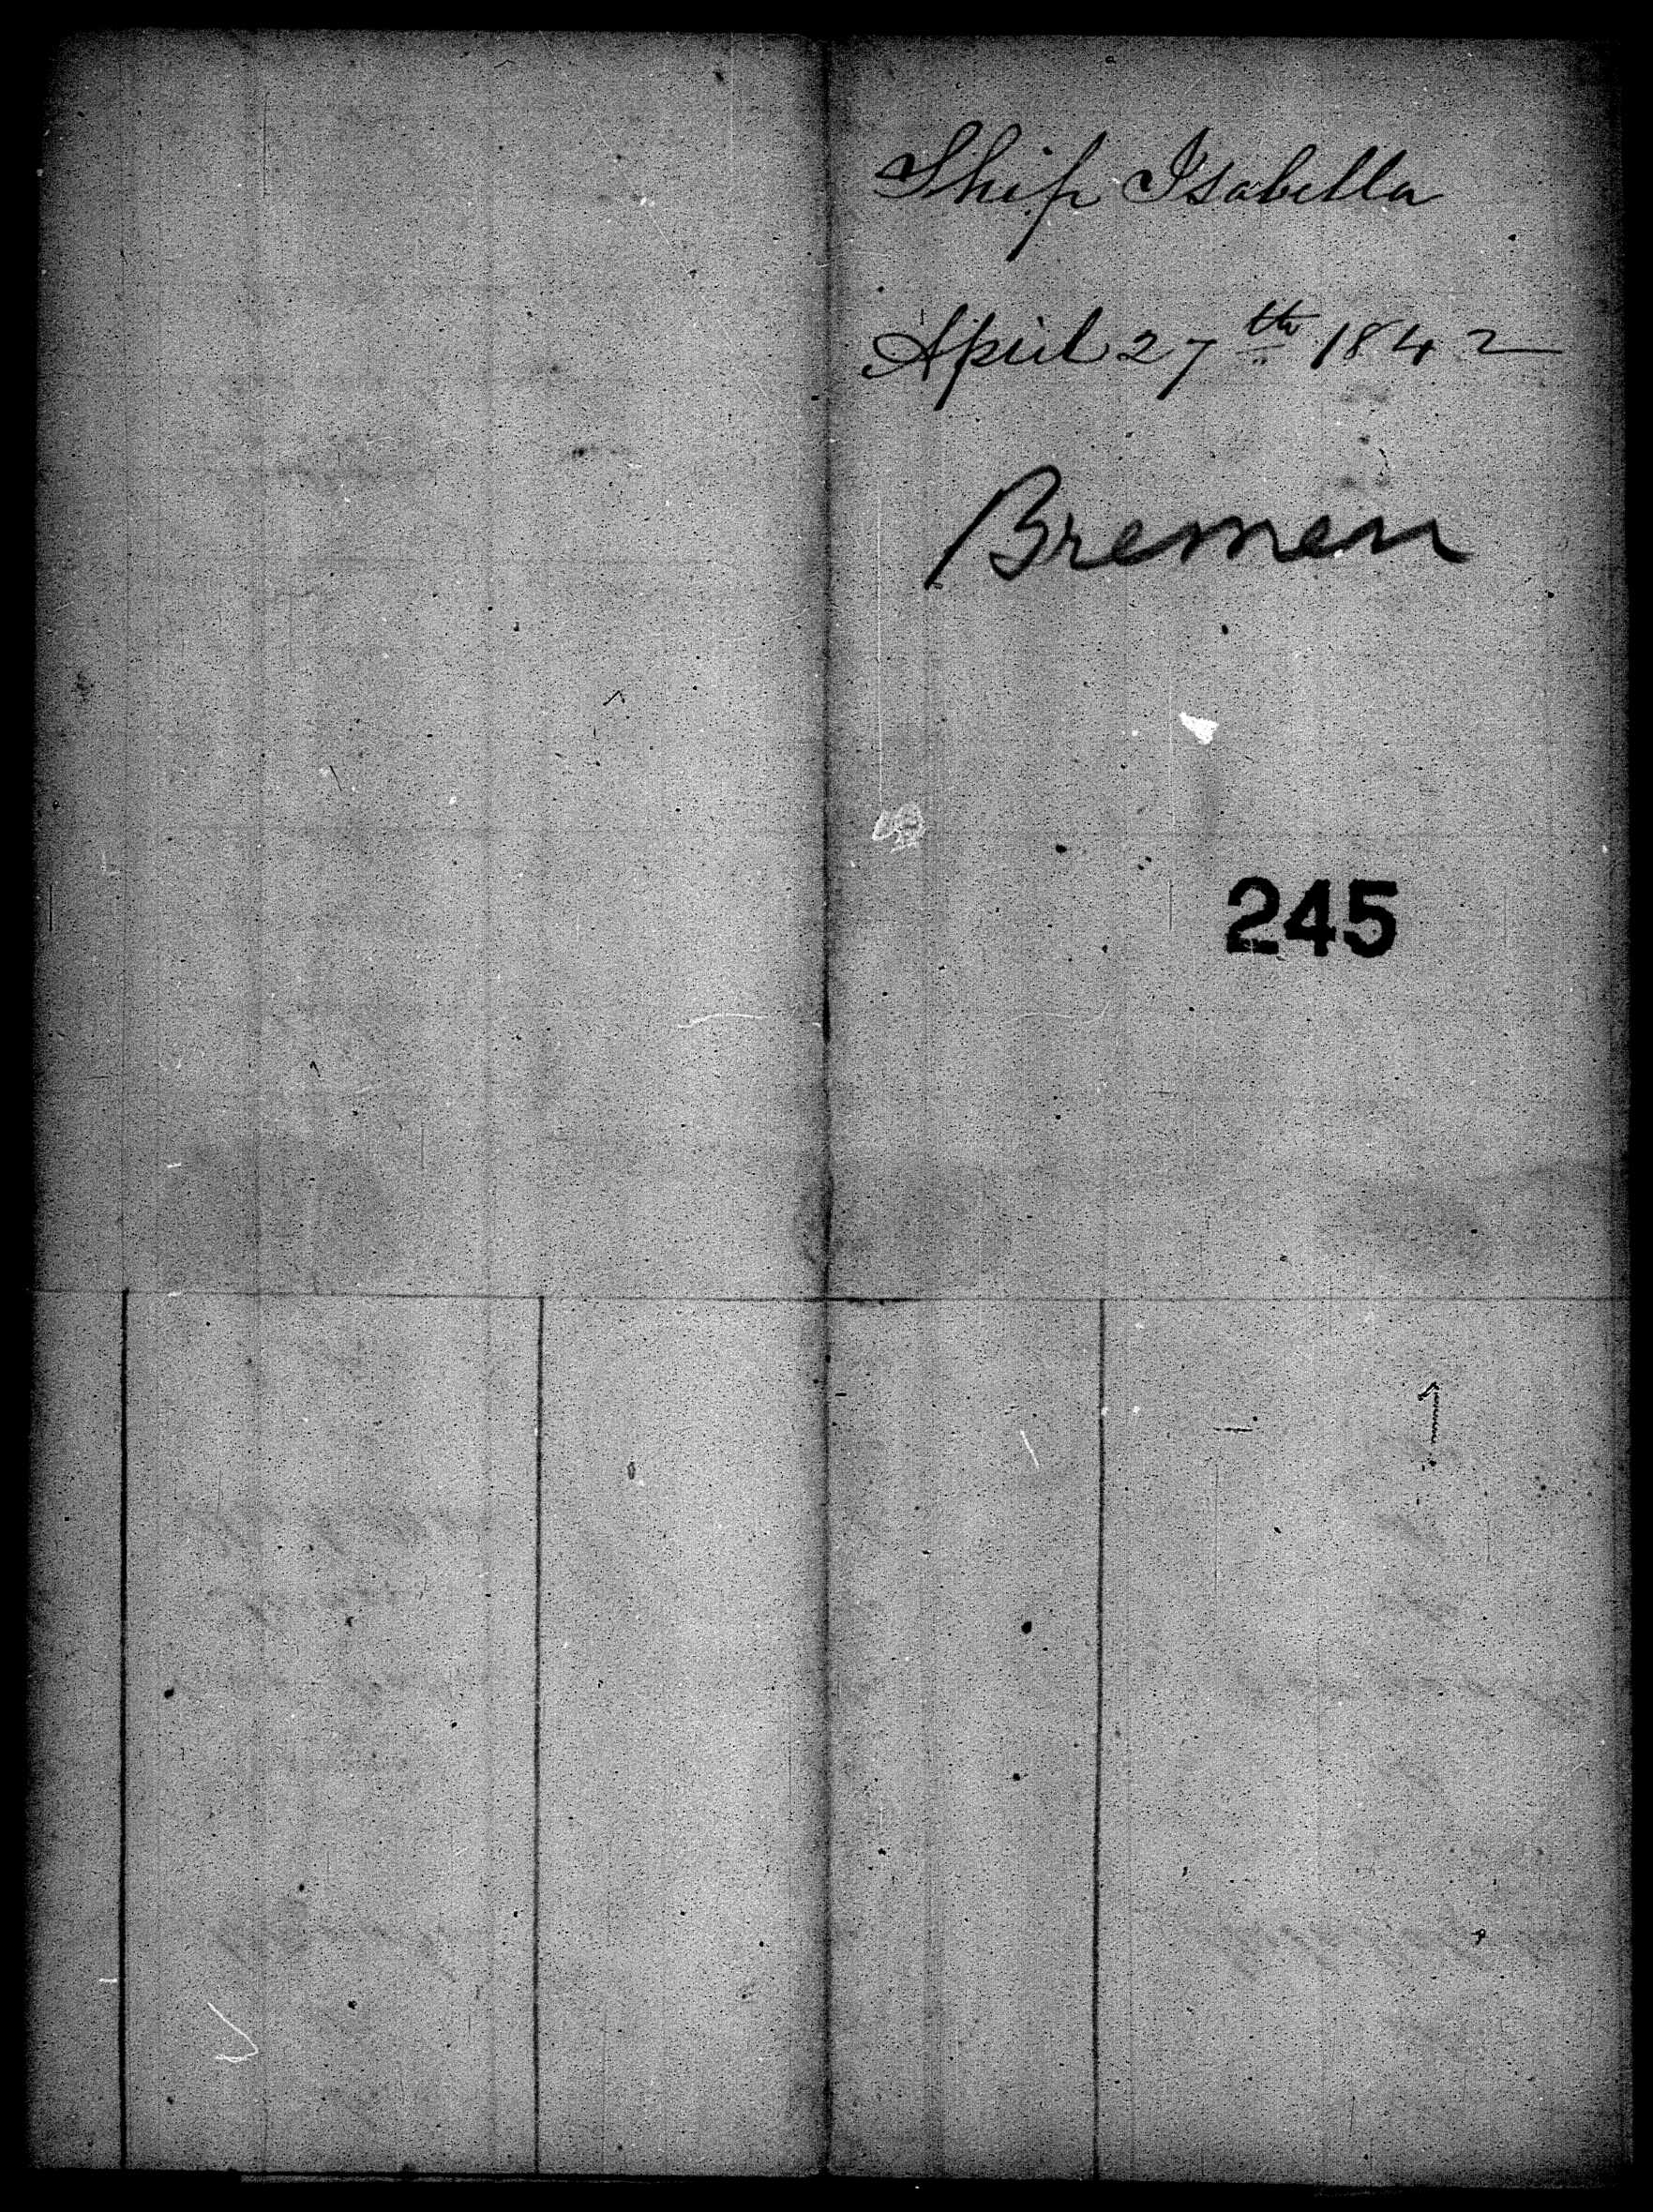 Ship Isabella
April 27th 1842
Bremen
245